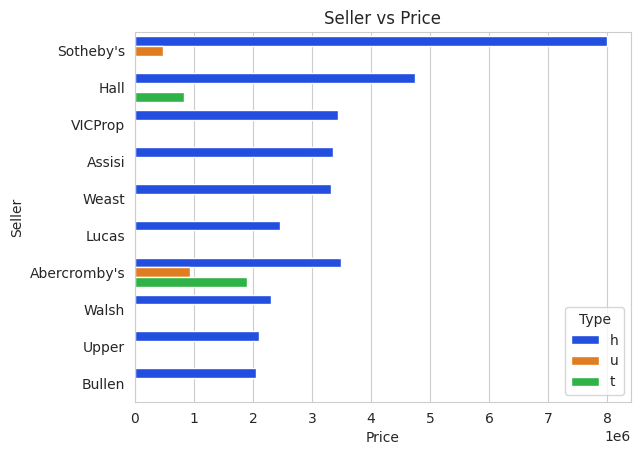 Seller vs Price
Seller
Sotheby's
Hall
VICProp
Assisi
Weast
Lucas
Abercromby's
Walsh
Upper
Bullen
Type
h
u
t
0 1 2 3 4 5 6 7 8
1e6
Price